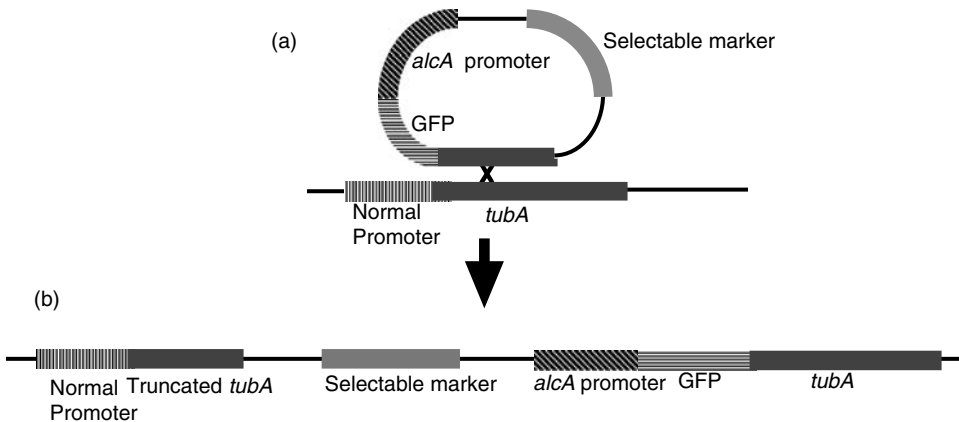 (a)
Selectable marker
alcA promoter
GFP
Normal
Promoter
tubA
(b)
Normal
Promoter
Truncated tubA
Selectable marker
alcA promoter
GFP
tubA